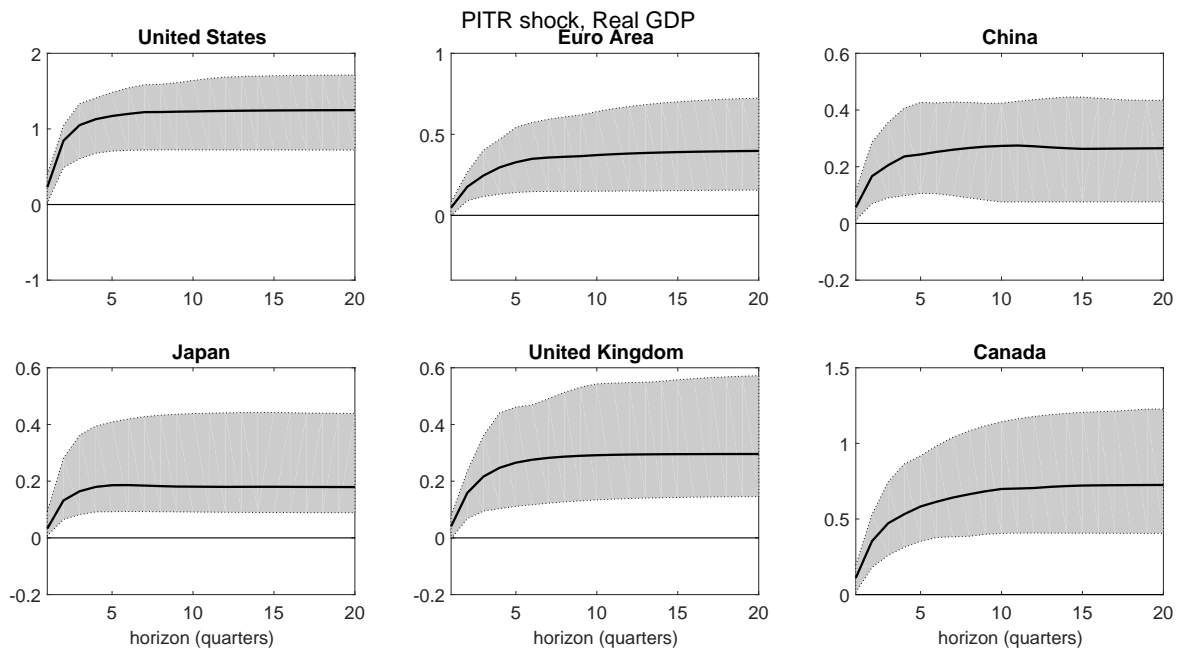 PITR shock, Real GDP
United States
Euro Area
China
2
1
0
-1
5 10 15 20
1
0.5
0
5 10 15 20
0.6
0.4
0.2
0
-0.2
5 10 15 20
Japan
United Kingdom
Canada
0.6
0.4
0.2
0
-0.2
5 10 15 20
horizon (quarters)
0.6
0.4
0.2
0
-0.2
5 10 15 20
horizon (quarters)
1.5
1
0.5
0
5 10 15 20
horizon (quarters)